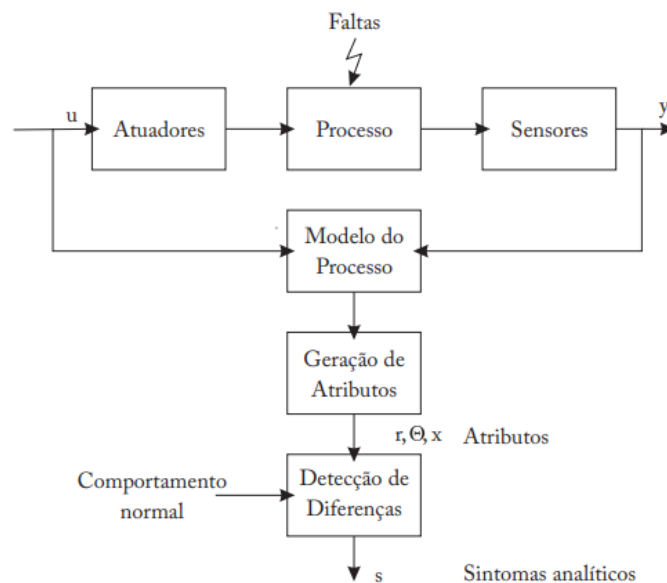 Faltas
u
Atuadores
Processo
Sensores
y
Modelo do
Processo
Geração de
Atributos
r, Θ, x
Atributos
Comportamento
normal
Detecção de
Diferenças
s
Sintomas analíticos